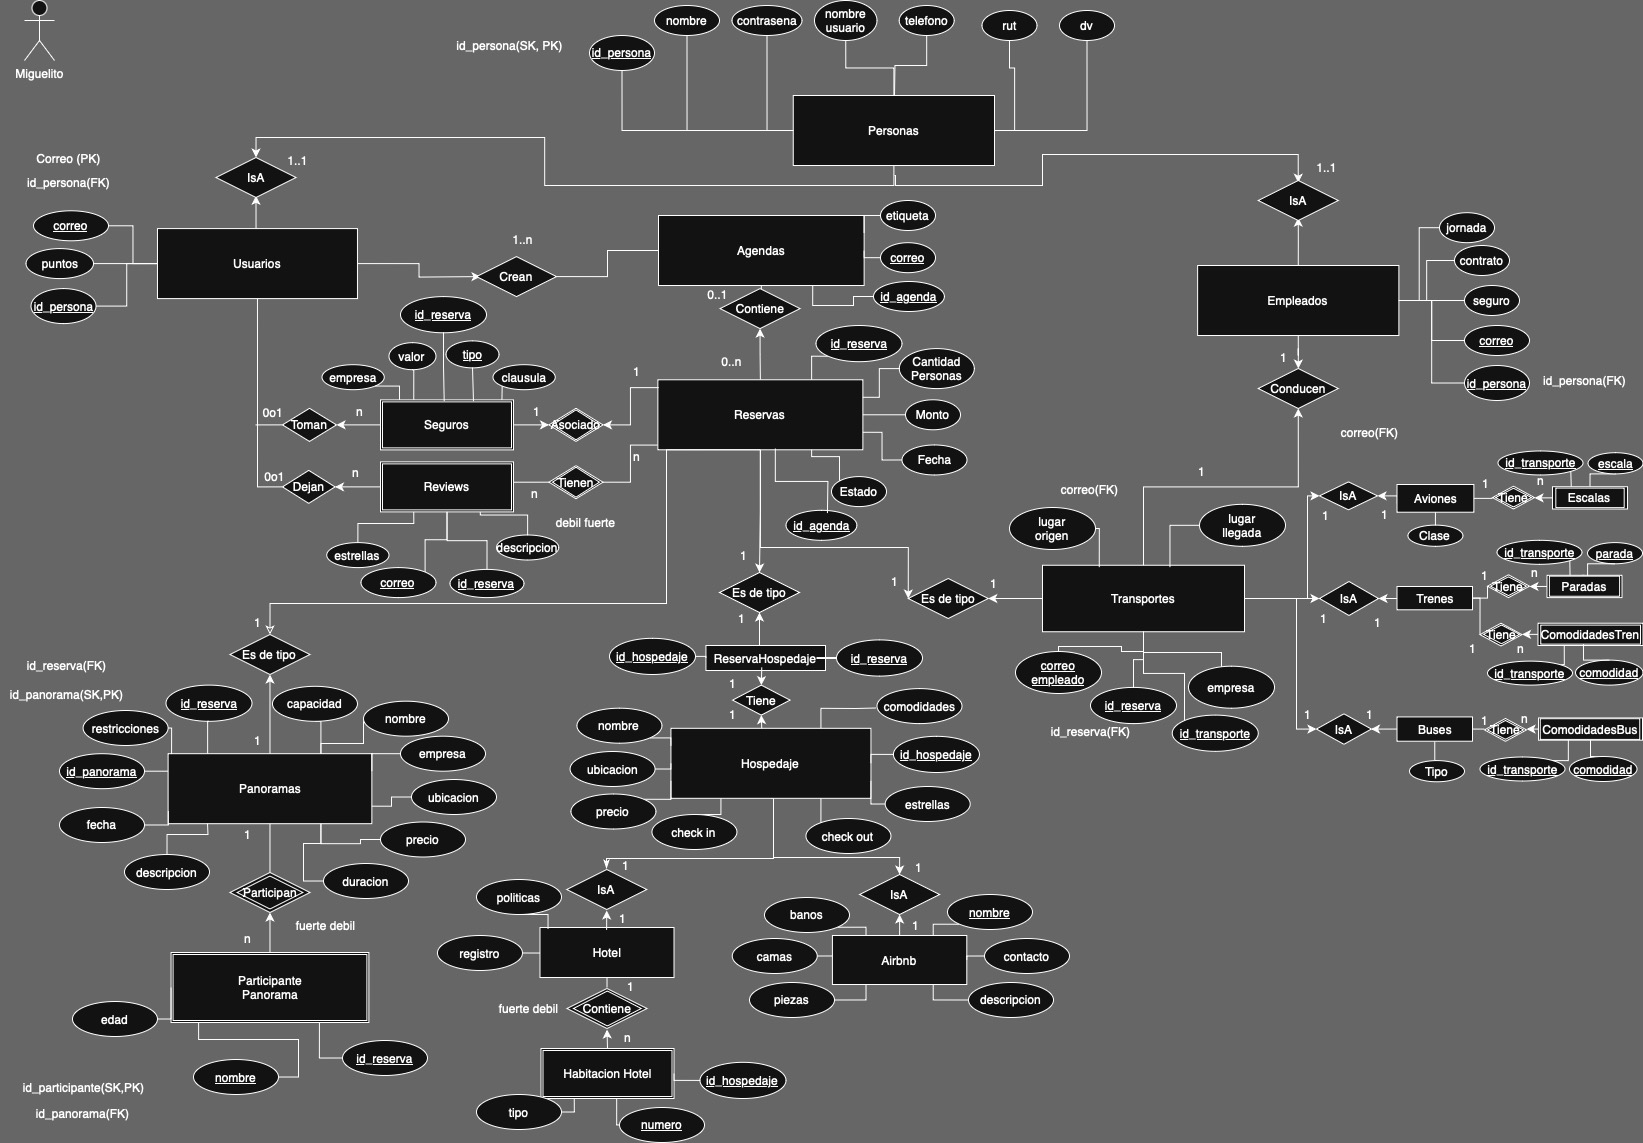 Miguelito
id_persona(SK, PK)
id_persona
nombre
contrasena
nombre
usuario
telefono
rut
dv
Personas
Correo (PK)
id_persona(FK)
IsA
1..1
IsA
1..1
correo
puntos
id_persona
Usuarios
1..n
Crean
Agendas
etiqueta
correo
id_agenda
0..1
Contiene
0..n
Empleados
jornada
contrato
seguro
correo
id_persona
id_persona(FK)
1
Conducen
correo(FK)
id_reserva
valor
tipo
empresa
clausula
0o1
Toman
n
Seguros
1
Asociado
1
Reservas
id_reserva
Cantidad
Personas
Monto
Fecha
Estado
id_agenda
0o1
Dejan
n
Reviews
n
Tienen
n
debil fuerte
estrellas
correo
id_reserva
descripcion
1
correo(FK)
lugar
origen
lugar
llegada
1
IsA
1
Aviones
Clase
1
Tiene
n
Escalas
id_transporte
escala
1
Es de tipo
1
1
Es de tipo
1
Transportes
1
IsA
1
Trenes
1
Tiene
n
Paradas
id_transporte
parada
1
Tiene
n
ComodidadesTren
id_transporte
comodidad
correo
empleado
id_reserva
id_reserva(FK)
empresa
id_transporte
1
IsA
1
Buses
Tipo
1
Tiene
n
ComodidadesBus
id_transporte
comodidad
1
Es de tipo
1
id_reserva(FK)
id_panorama(SK,PK)
id_reserva
capacidad
restricciones
nombre
empresa
id_panorama
Panoramas
ubicacion
fecha
precio
descripcion
duracion
1
Participan
fuerte debil
n
Participante
Panorama
edad
nombre
id_reserva
id_participante(SK,PK)
id_panorama(FK)
id_hospedaje
ReservaHospedaje
id_reserva
1
Tiene
1
nombre
comodidades
ubicacion
Hospedaje
id_hospedaje
precio
estrellas
check in
check out
1
IsA
1
politicas
registro
Hotel
1
fuerte debil
Contiene
n
Habitacion Hotel
id_hospedaje
tipo
numero
1
IsA
1
banos
nombre
camas
Airbnb
contacto
piezas
descripcion